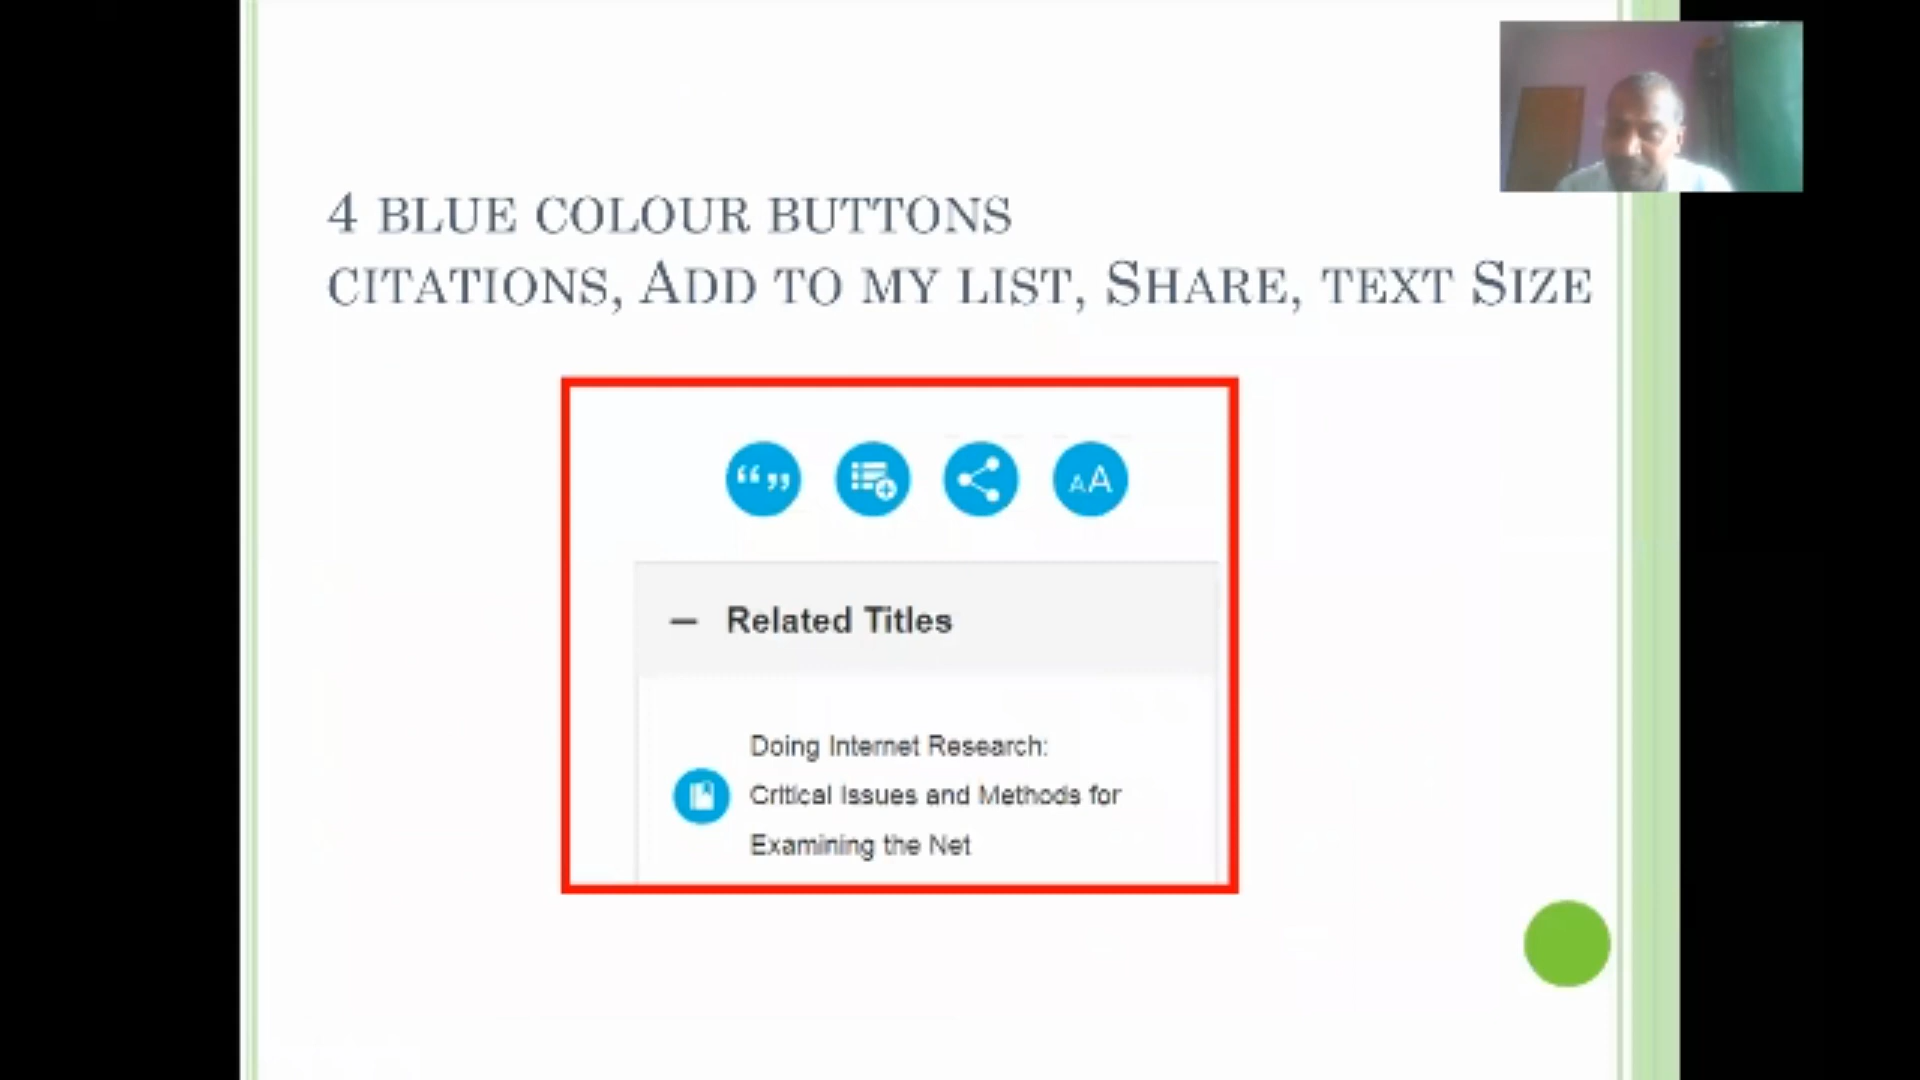 4 BLUE COLOUR BUTTONS
CITATIONS, ADD TO MY LIST, SHARE, TEXT SIZE
“ ”
AA
— Related Titles
Doing Internet Research:
Critical Issues and Methods for
Examining the Net